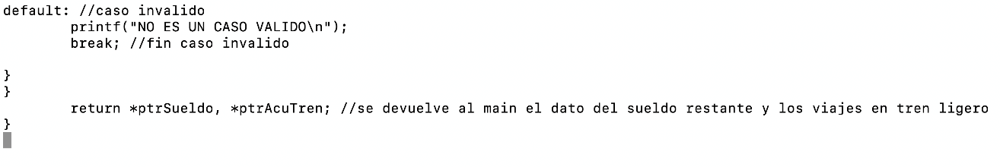 default: //caso invalido
        printf("NO ES UN CASO VALIDO\n");
        break; //fin caso invalido

}
}
        return *ptrSueldo, *ptrAcuTren; //se devuelve al main el dato del sueldo restante y los viajes en tren ligero
}